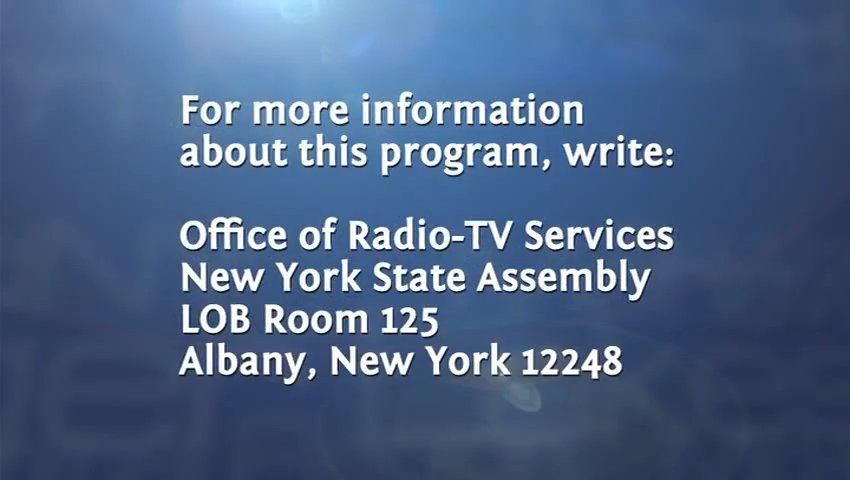 For more information
about this program, write:
Office of Radio-TV Services
New York State Assembly
LOB Room 125
Albany, New York 12248